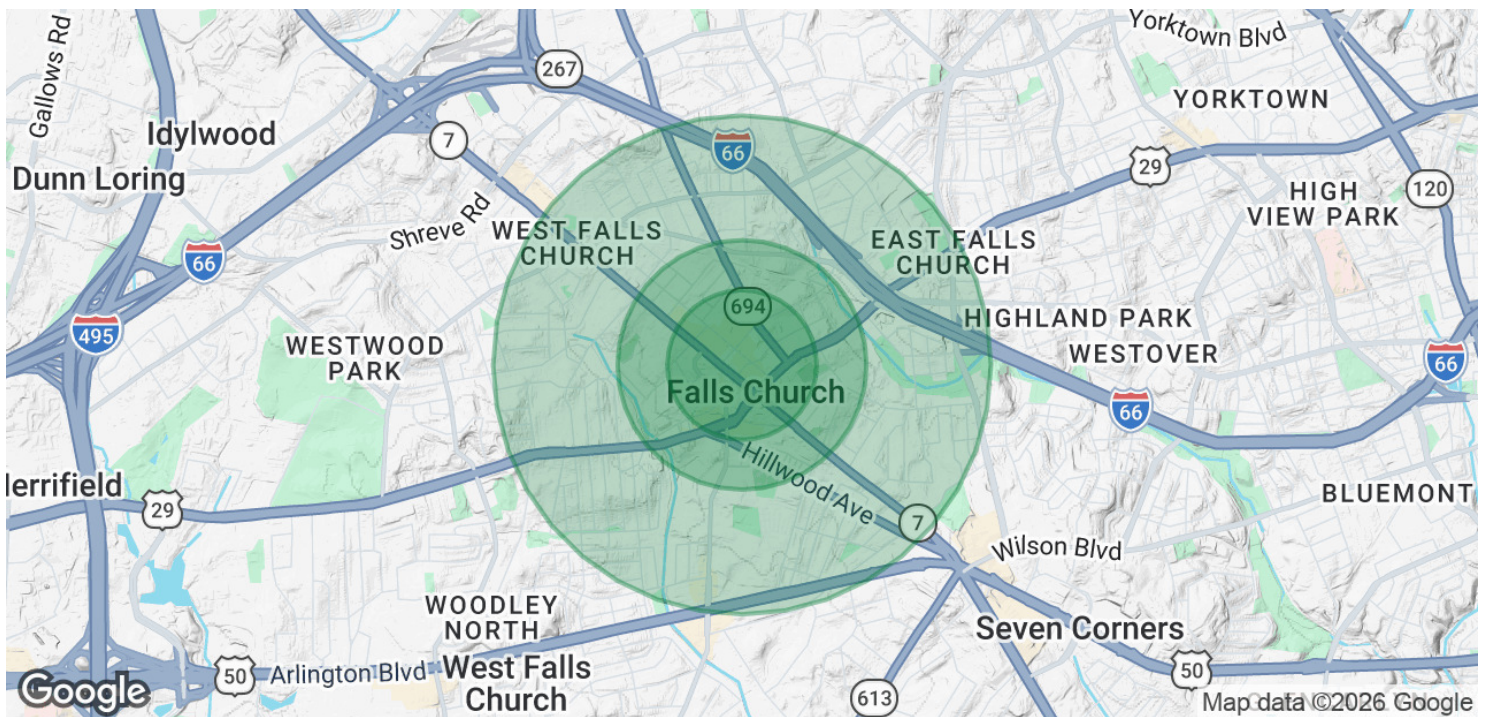 Yorktown Blvd
Gallows Rd
267
YORKTOWN
Idylwood
7
66
29
Dunn Loring
HIGH
VIEW PARK
120
Shreve Rd
WEST FALLS
CHURCH
EAST FALLS
CHURCH
66
694
HIGHLAND PARK
495
WESTWOOD
PARK
WESTOVER
66
Falls Church
66
Hillwood Ave
errifield
29
BLUEMONT
7
Wilson Blvd
WOODLEY
NORTH
Seven Corners
50
Arlington Blvd
West Falls
Church
50
613
Google
Map data ©2026 Google